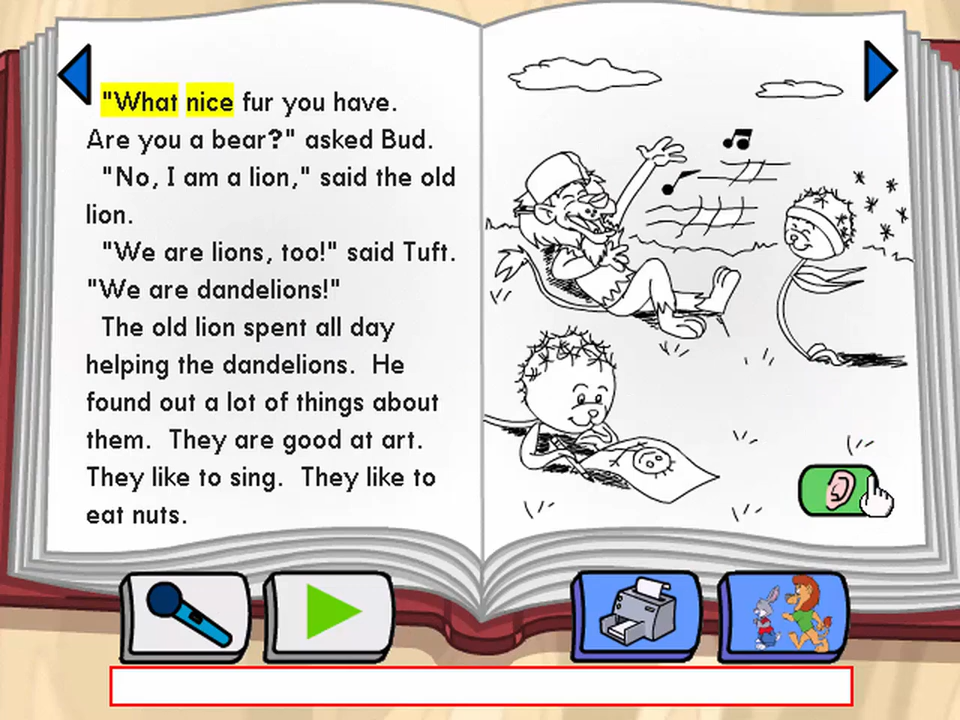 "What nice fur you have.
Are you a bear?" asked Bud.
"No, I am a lion," said the old
lion.
"We are lions, too!" said Tuft.
"We are dandelions!"
The old lion spent all day
helping the dandelions.  He
found out a lot of things about
them.  They are good at art.
They like to sing.  They like to
eat nuts.